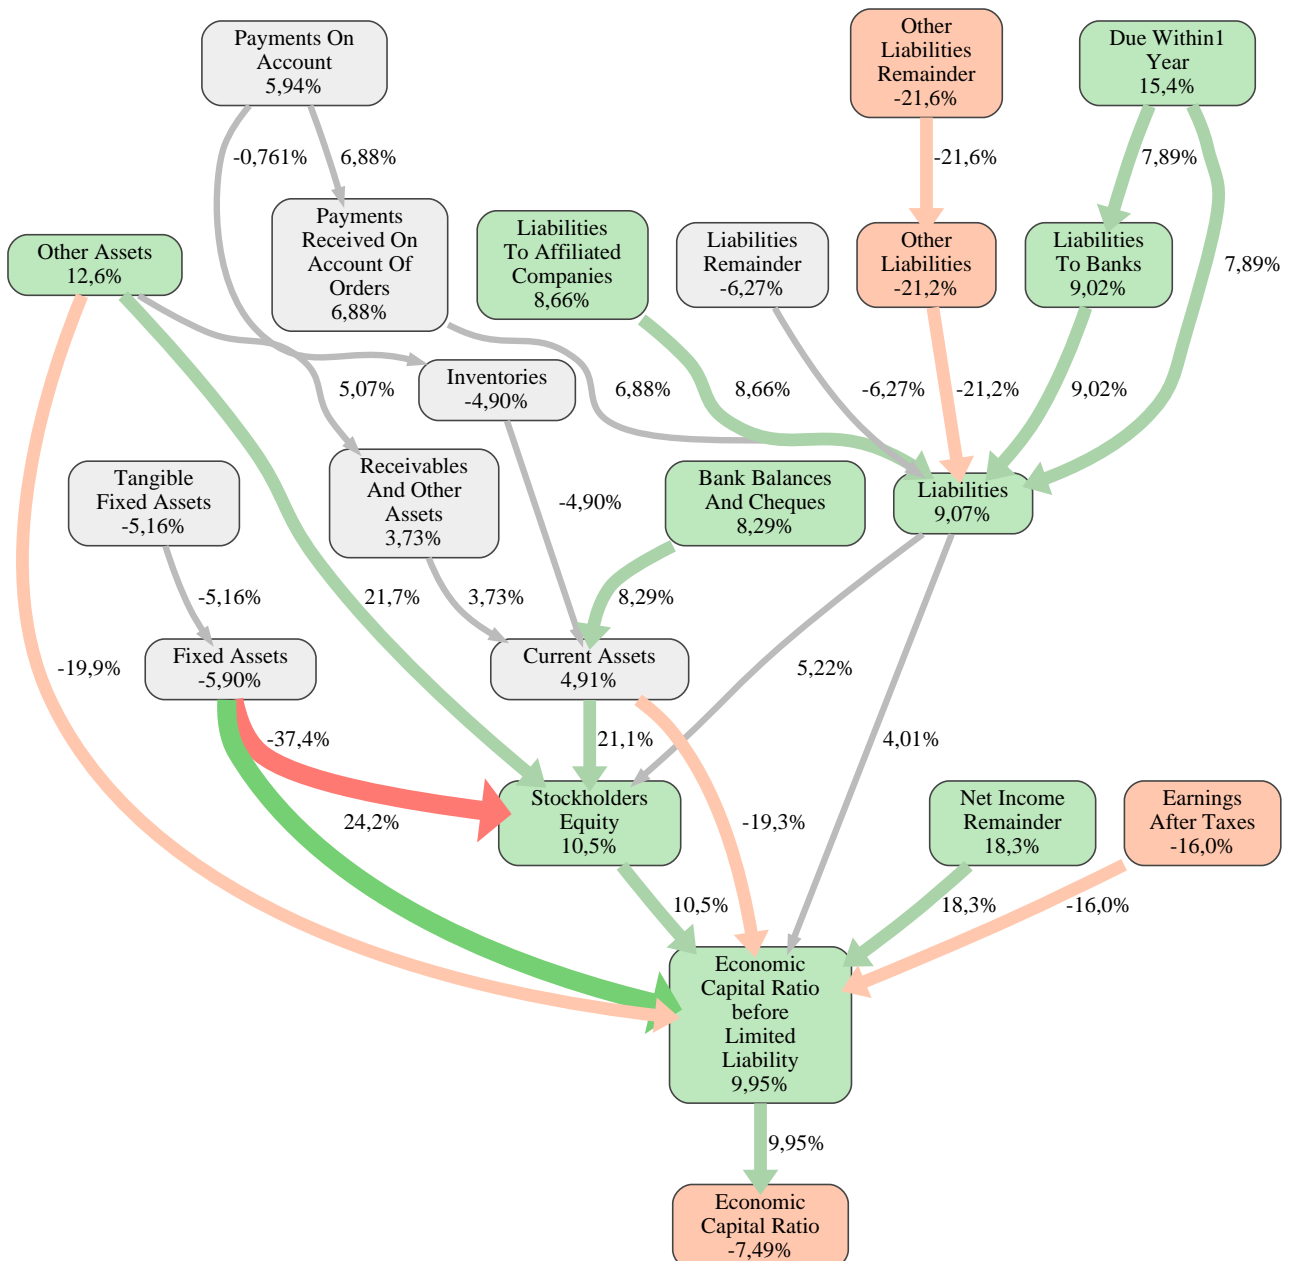 Payments On
Account
5,94%
Other
Liabilities
Remainder
-21,6%
Due Within1
Year
15,4%
-0,761%
6,88%
-21,6%
7,89%
Other Assets
12,6%
Payments
Received On
Account Of
Orders
6,88%
Liabilities
To Affiliated
Companies
8,66%
Liabilities
Remainder
-6,27%
Other
Liabilities
-21,2%
Liabilities
To Banks
9,02%
7,89%
5,07%
Inventories
-4,90%
6,88%
8,66%
-6,27%
-21,2%
9,02%
Tangible
Fixed Assets
-5,16%
Receivables
And Other
Assets
3,73%
-4,90%
Bank Balances
And Cheques
8,29%
Liabilities
9,07%
-5,16%
21,7%
3,73%
8,29%
-19,9%
Fixed Assets
-5,90%
Current Assets
4,91%
5,22%
-37,4%
21,1%
4,01%
24,2%
Stockholders
Equity
10,5%
-19,3%
Net Income
Remainder
18,3%
Earnings
After Taxes
-16,0%
10,5%
18,3%
-16,0%
Economic
Capital Ratio
before
Limited
Liability
9,95%
9,95%
Economic
Capital Ratio
-7,49%